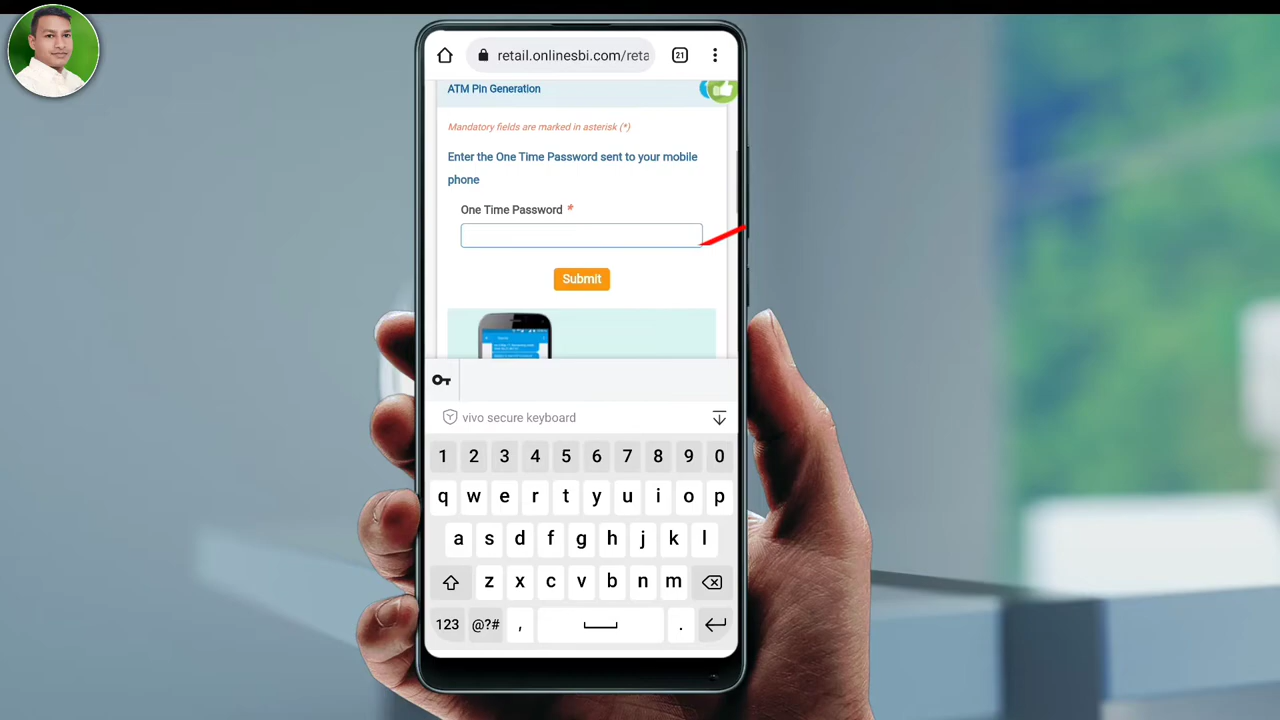 retail.onlinesbi.com/reta
21
ATM Pin Generation
Mandatory fields are marked in asterisk (*)
Enter the One Time Password sent to your mobile
phone
One Time Password *
Submit
vivo secure keyboard
1 2 3 4 5 6 7 8 9 0
q w e r t y u i o p
a s d f g h j k l
z x c v b n m
123 @?# , .